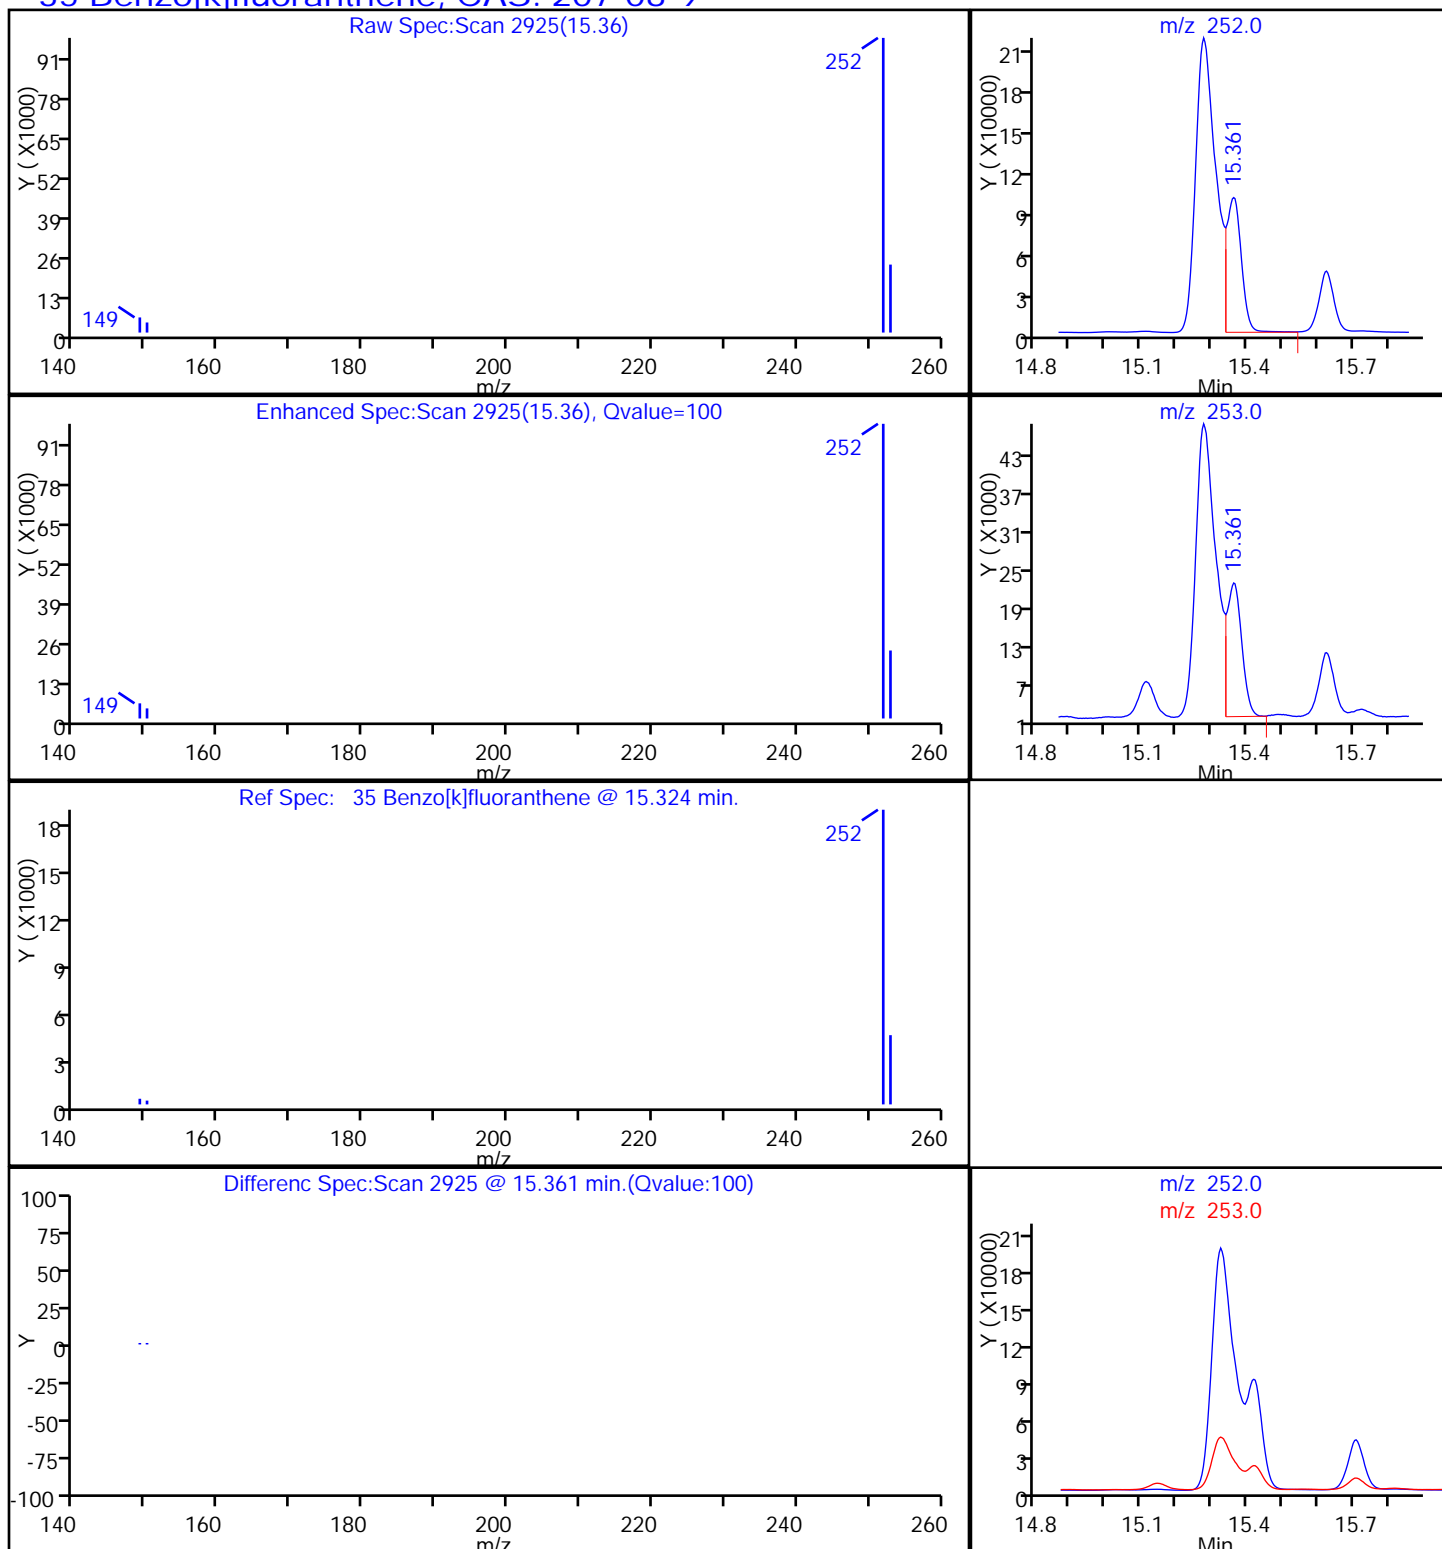 35 Benzo[k]fluoranthene, CAS: 207-08-9
Raw Spec:Scan 2925(15.36)
Y ( X1000)
91
78
65
52
39
26
13
0
252
149
140 160 180 200 220 240 260
m/z
m/z 252.0
Y ( X10000)
21
18
15
12
9
6
3
0
15.361
14.8 15.1 15.4 15.7
Min
Enhanced Spec:Scan 2925(15.36), Qvalue=100
Y ( X1000)
91
78
65
52
39
26
13
0
252
149
140 160 180 200 220 240 260
m/z
m/z 253.0
Y ( X1000)
43
37
31
25
19
13
7
1
15.361
14.8 15.1 15.4 15.7
Min
Ref Spec: 35 Benzo[k]fluoranthene @ 15.324 min.
Y ( X1000)
18
15
12
9
6
3
0
252
140 160 180 200 220 240 260
m/z
Differenc Spec:Scan 2925 @ 15.361 min.(Qvalue:100)
Y
100
75
50
25
0
-25
-50
-75
-100
140 160 180 200 220 240 260
m/z
m/z 252.0
m/z 253.0
Y ( X10000)
21
18
15
12
9
6
3
0
14.8 15.1 15.4 15.7
Min